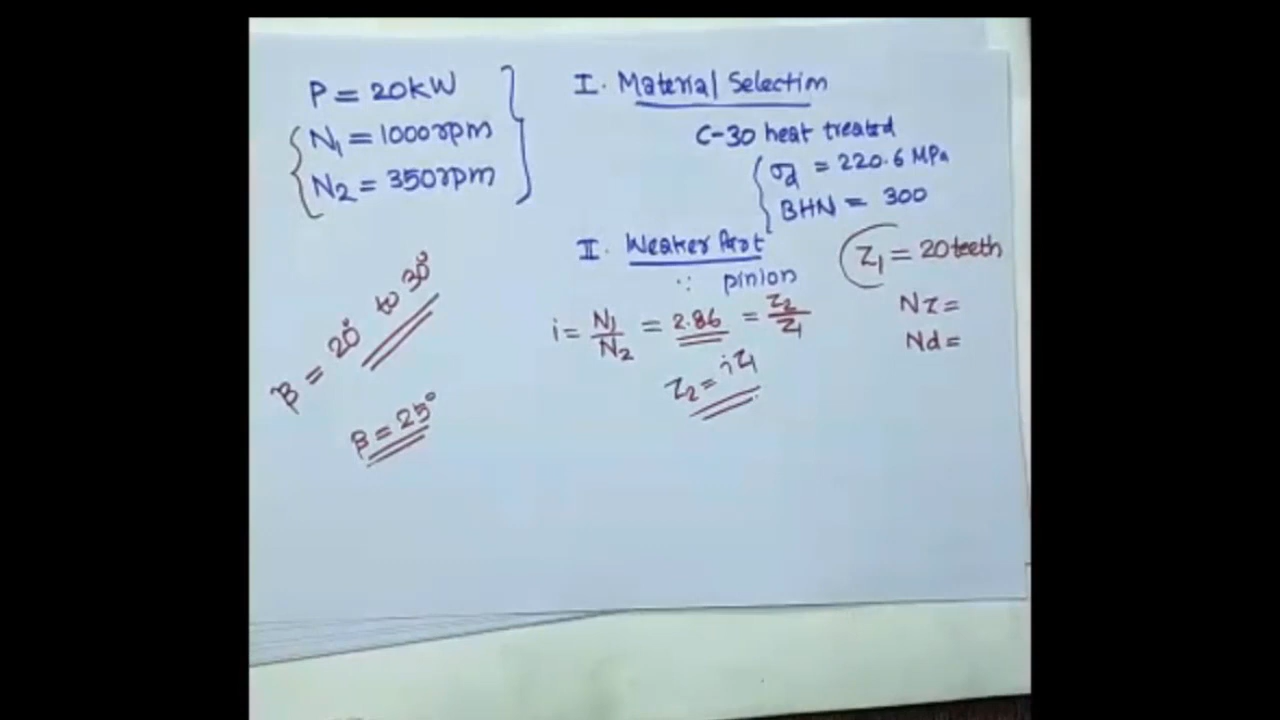 P = 20kW
N1 = 1000rpm
N2 = 350rpm
I. Material Selection
C-30 heat treated
σd = 220.6 MPa
BHN = 300
II. Weaker Part
∵ pinion
Z1 = 20 teeth
i = N1/N2 = 2.86 = Z2/Z1
NZ =
Nd =
Z2 = iZ1
β = 20° to 30°
β = 25°